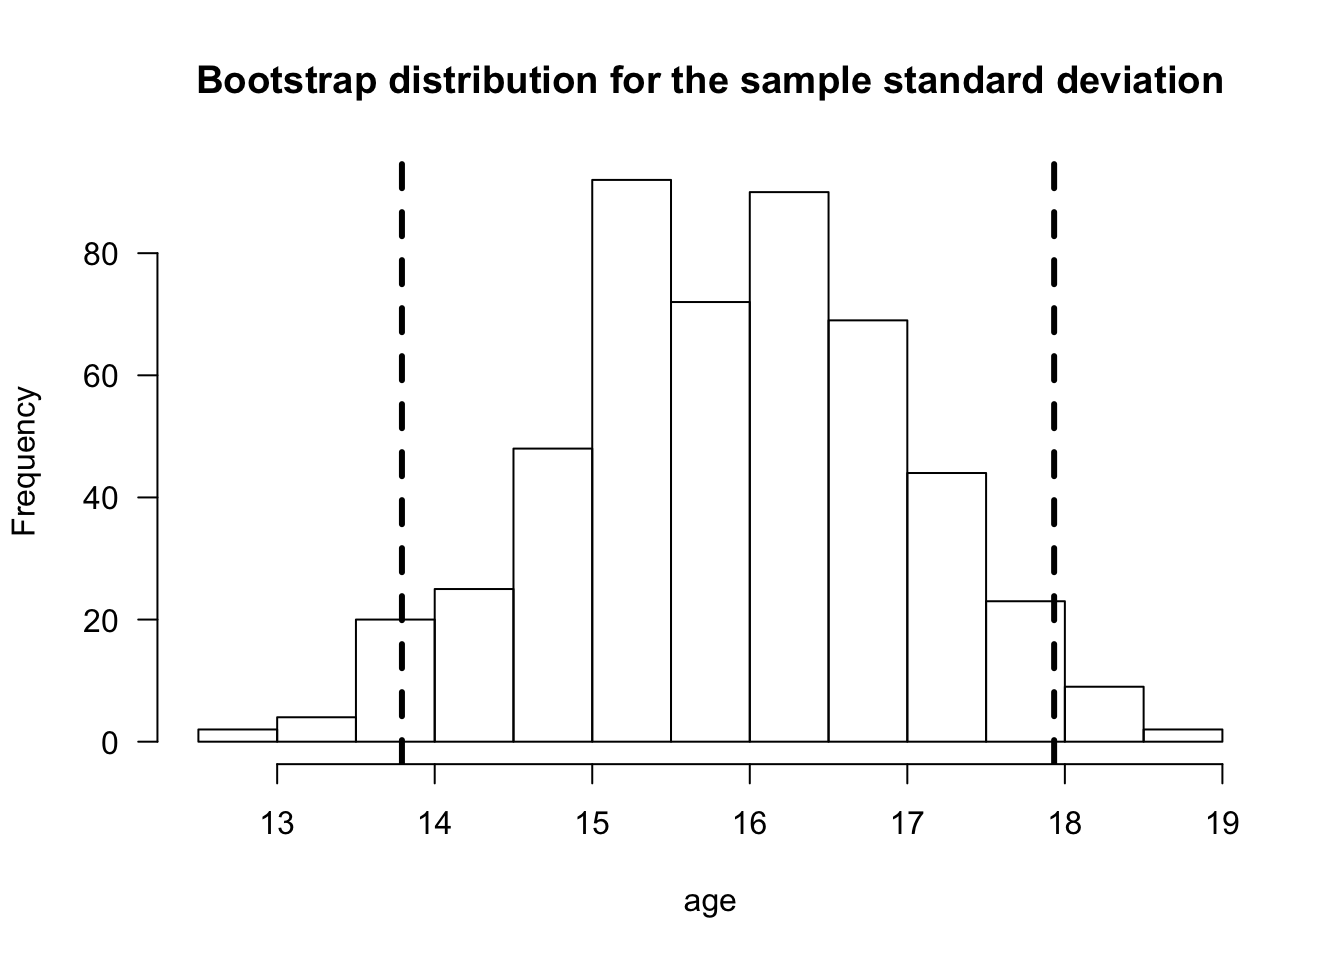 Bootstrap distribution for the sample standard deviation
80
60
40
20
0
Frequency
13 14 15 16 17 18 19
age